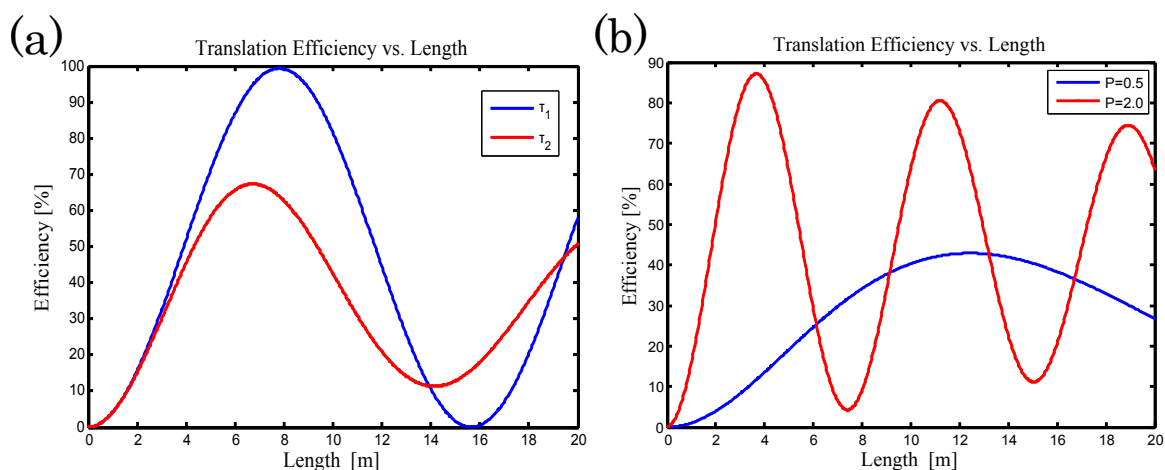 (a)
Translation Efficiency vs. Length
100
90
80
70
60
50
40
30
20
10
0
Efficiency [%]
τ1
τ2
0 2 4 6 8 10 12 14 16 18 20
Length [m]
(b)
Translation Efficiency vs. Length
90
80
70
60
50
40
30
20
10
0
Efficiency [%]
P=0.5
P=2.0
0 2 4 6 8 10 12 14 16 18 20
Length [m]